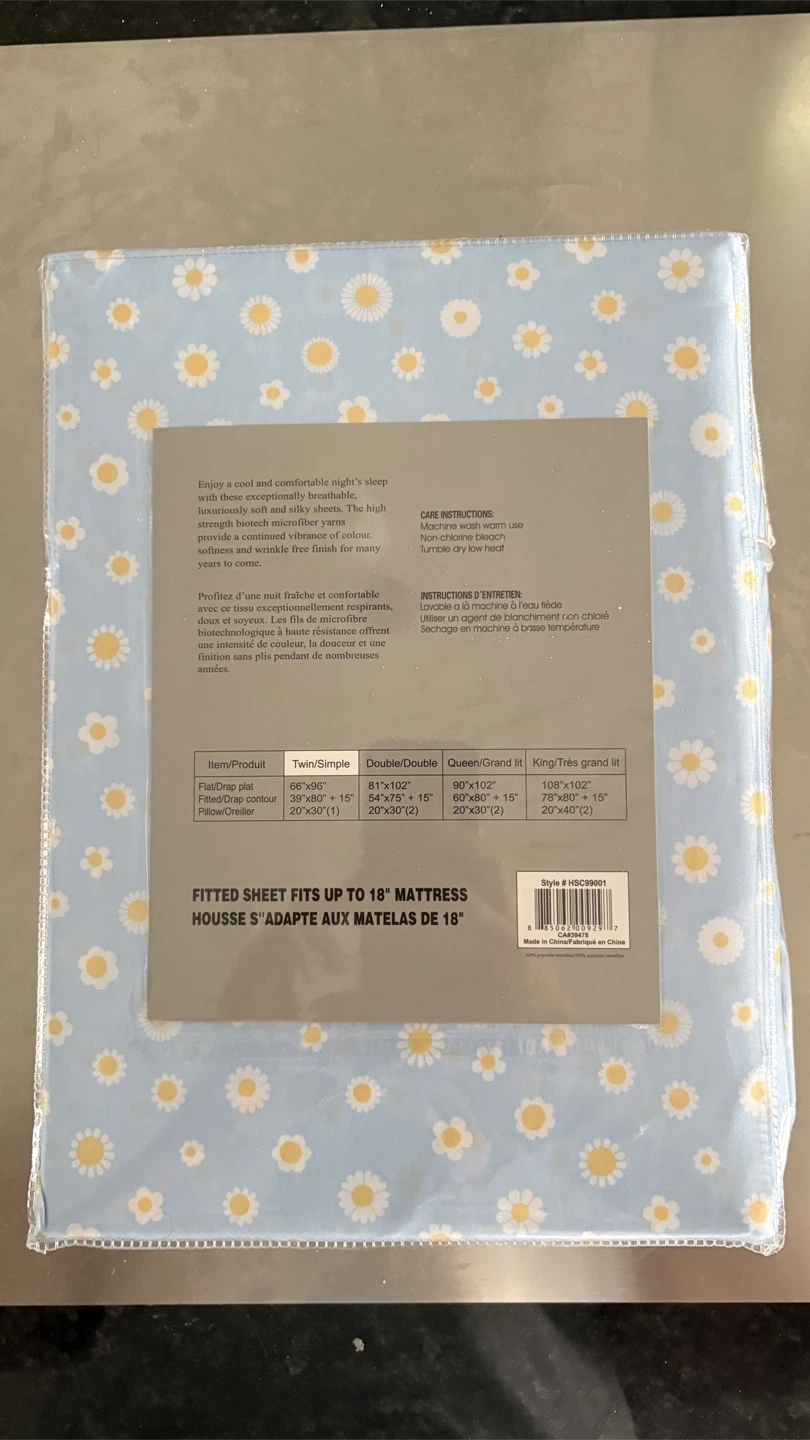 Enjoy a cool and comfortable night's sleep
with these exceptionally breathable,
luxuriously soft and silky sheets. The high
strength biotech microfiber yarns
provide a continued vibrance of colour,
softness and wrinkle free finish for many
years to come.
Profitez d'une nuit fraîche et confortable
avec ce tissu exceptionnellement respirants,
doux et soyeux. Les fils de microfibre
biotechnologique à haute résistance offrent
une intensité de couleur, la douceur et une
finition sans plis pendant de nombreuses
années.
CARE INSTRUCTIONS:
Machine wash warm use
Non-chlorine bleach
Tumble dry low heat
INSTRUCTIONS D'ENTRETIEN:
Lavable a là machine à l'eau tiède
Utiliser un agent de blanchiment non chloré
Sechage en machine à basse température
Item/Produit Twin/Simple Double/Double Queen/Grand lit King/Très grand lit
Flat/Drap plat 66"x96" 81"x102" 90"x102" 108"x102"
Fitted/Drap contour 39"x80" + 15" 54"x75" + 15" 60"x80" + 15" 78"x80" + 15"
Pillow/Oreiller 20"x30"(1) 20"x30"(2) 20"x30"(2) 20"x40"(2)
FITTED SHEET FITS UP TO 18" MATTRESS
HOUSSE S"ADAPTE AUX MATELAS DE 18"
Style # HSC99001
8 85062 00929 7
CA#39478
Made in China/Fabriqué en Chine